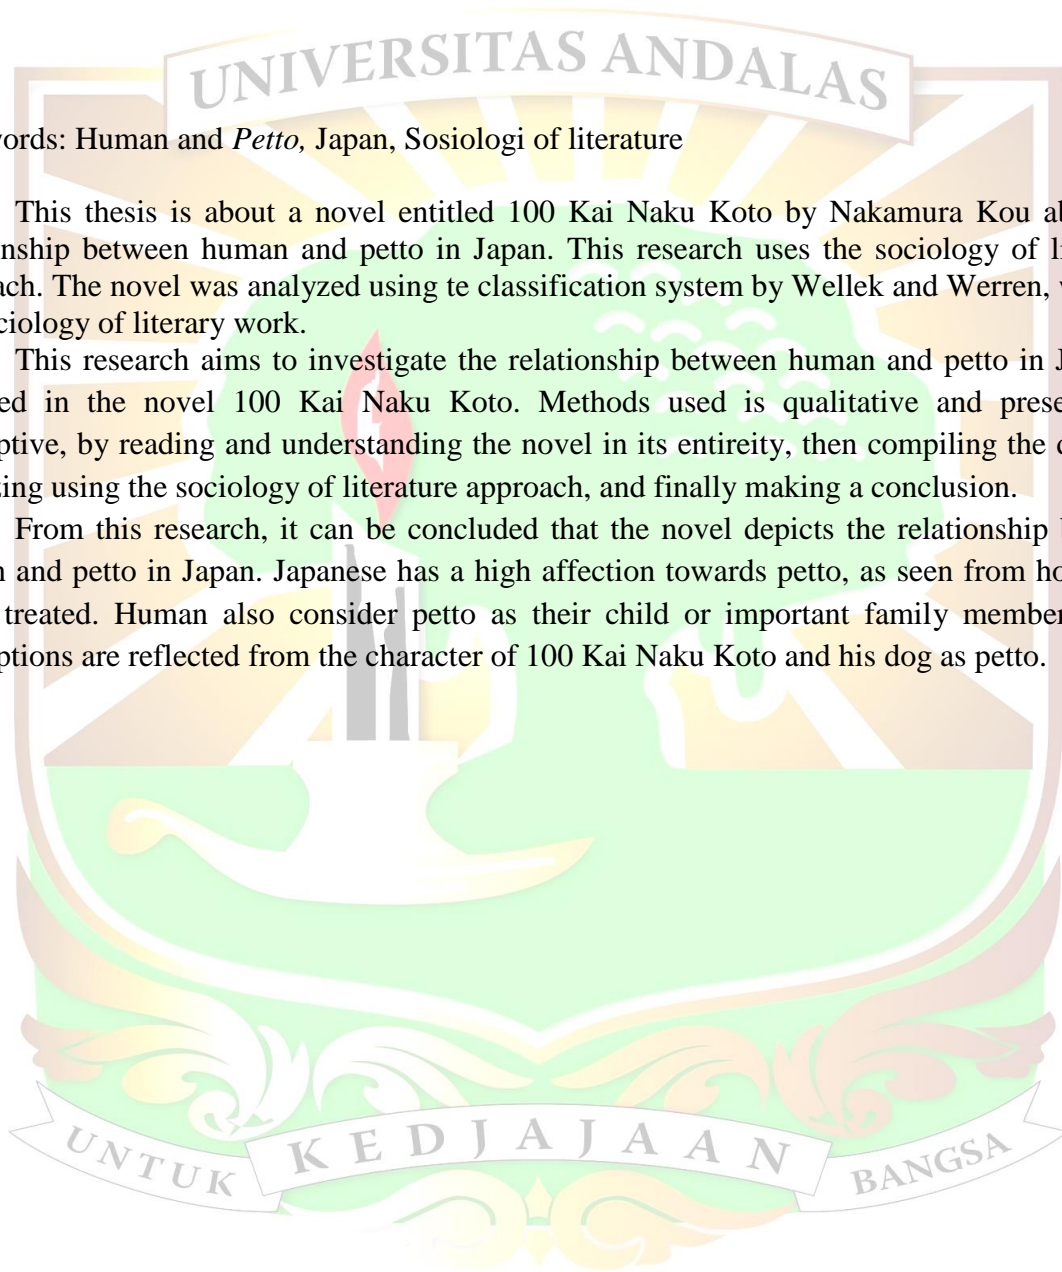 UNIVERSITAS ANDALAS
ords: Human and Petto, Japan, Sosiologi of literature
This thesis is about a novel entitled 100 Kai Naku Koto by Nakamura Kou ab
nship between human and petto in Japan. This research uses the sociology of li
ach. The novel was analyzed using te classification system by Wellek and Werren, w
ciology of literary work.
This research aims to investigate the relationship between human and petto in J
ed in the novel 100 Kai Naku Koto. Methods used is qualitative and prese
ptive, by reading and understanding the novel in its entireity, then compiling the d
zing using the sociology of literature approach, and finally making a conclusion.
From this research, it can be concluded that the novel depicts the relationship b
n and petto in Japan. Japanese has a high affection towards petto, as seen from ho
treated. Human also consider petto as their child or important family member
ptions are reflected from the character of 100 Kai Naku Koto and his dog as petto.
UNTUK KEDJAJAAN BANGSA